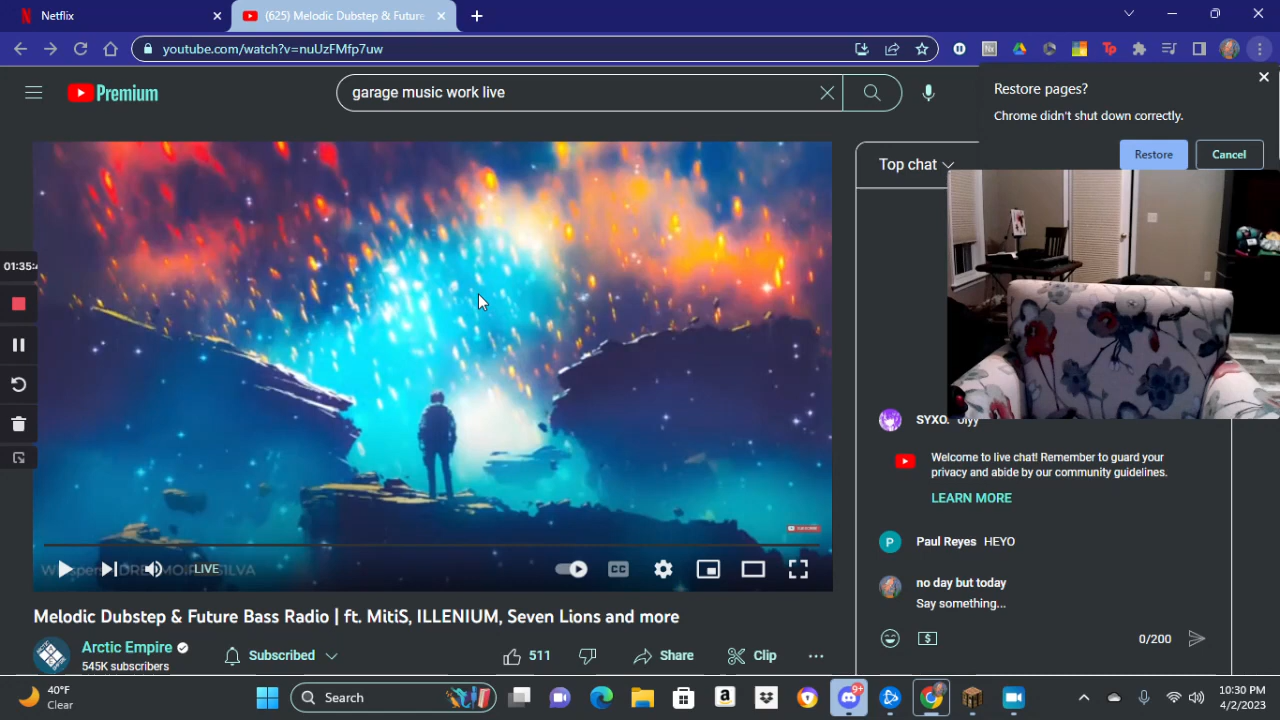 Netflix
(625) Melodic Dubstep & Future
youtube.com/watch?v=nuUzFMfp7uw
Premium
garage music work live
Restore pages?
Chrome didn't shut down correctly.
Restore
Cancel
Top chat
01:35:
SYXO. Ulyy
Welcome to live chat! Remember to guard your
privacy and abide by our community guidelines.
LEARN MORE
Paul Reyes HEYO
no day but today
Say something...
0/200
SUBSCRIBE
LIVE
CC
Melodic Dubstep & Future Bass Radio | ft. MitiS, ILLENIUM, Seven Lions and more
Arctic Empire
545K subscribers
Subscribed
511
Share
Clip
40°F
Clear
Search
9+
10:30 PM
4/2/2023